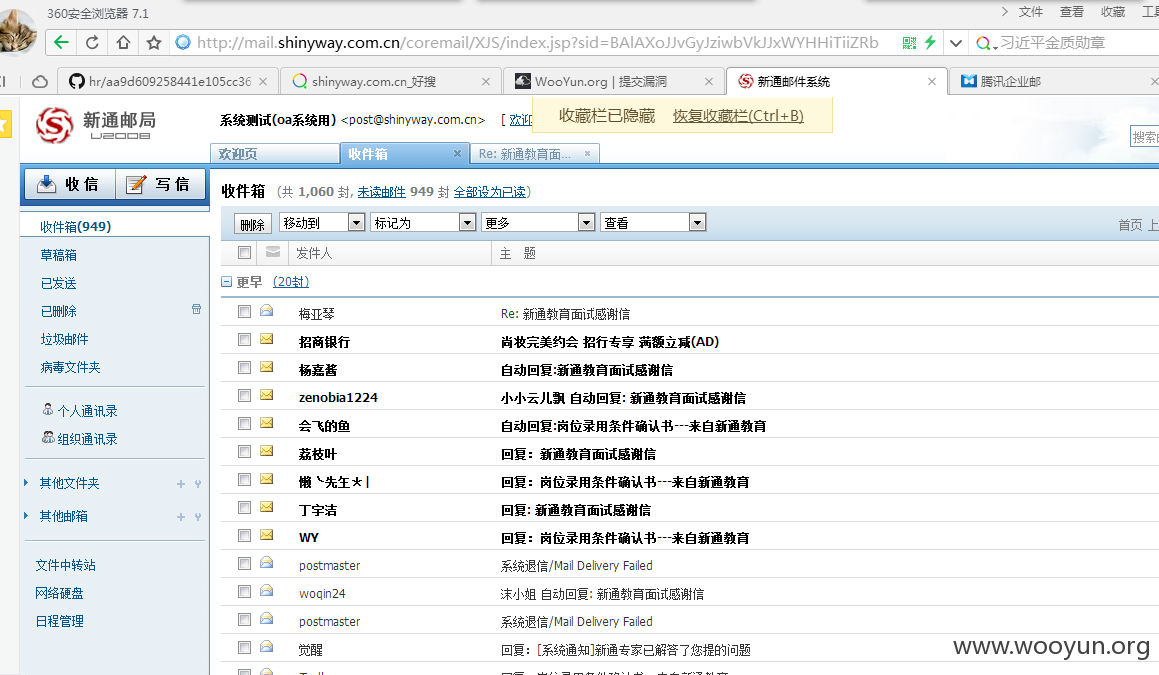 360安全浏览器 7.1
文件 查看 收藏
http://mail.shinyway.com.cn/coremail/XJS/index.jsp?sid=BAlAXoJJvGyJziwbVkJJxWYHHiTiiZRb
习近平金质勋章
hr/aa9d609258441e105cc36
shinyway.com.cn_好搜
WooYun.org | 提交漏洞
新通邮件系统
腾讯企业邮
收藏栏已隐藏 恢复收藏栏(Ctrl+B)
新通邮局
系统测试(oa系统用) <post@shinyway.com.cn> [ 欢迎
欢迎页
收件箱
Re: 新通教育面...
收信
写信
收件箱 (共 1,060 封, 未读邮件 949 封 全部设为已读)
删除 移动到 标记为 更多 查看
首页 上
发件人 主 题
更早 (20封)
收件箱(949)
草稿箱
已发送
已删除
垃圾邮件
病毒文件夹
个人通讯录
组织通讯录
其他文件夹
其他邮箱
文件中转站
网络硬盘
日程管理
梅亚琴 Re: 新通教育面试感谢信
招商银行 尚妆完美约会 招行专享 满额立减(AD)
杨嘉酱 自动回复:新通教育面试感谢信
zenobia1224 小小云儿飘 自动回复: 新通教育面试感谢信
会飞的鱼 自动回复:岗位录用条件确认书---来自新通教育
荔枝叶 回复: 新通教育面试感谢信
懒乀先生★| 回复: 岗位录用条件确认书---来自新通教育
丁宇洁 回复: 新通教育面试感谢信
WY 回复: 岗位录用条件确认书---来自新通教育
postmaster 系统退信/Mail Delivery Failed
woqin24 沫小姐 自动回复: 新通教育面试感谢信
postmaster 系统退信/Mail Delivery Failed
觉醒 回复: [系统通知]新通专家已解答了您提的问题
www.wooyun.org